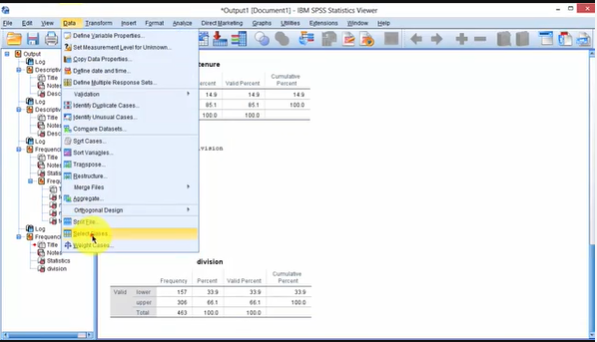 *Output1 [Document1] - IBM SPSS Statistics Viewer
File Edit View Data Transform Insert Format Analyze Direct Marketing Graphs Utilities Extensions Window Help
Define Variable Properties...
Set Measurement Level for Unknown...
Copy Data Properties...
Define date and time...
Define Multiple Response Sets...
Validation
Identify Duplicate Cases...
Identify Unusual Cases...
Compare Datasets...
Sort Cases...
Sort Variables...
Transpose...
Restructure...
Merge Files
Aggregate...
Orthogonal Design
Split File...
Select Cases...
Weight Cases...
Output
Log
Descriptiv
Title
Notes
Desc
Log
Descriptiv
Title
Notes
Desc
Log
Frequenci
Title
Notes
Statis
Frequ
Log
Frequencie
Title
Notes
Statistics
division
tenure
Percent Valid Percent Cumulative Percent
14.9 14.9 14.9
85.1 85.1 100.0
100.0 100.0
division
Frequency Percent Valid Percent Cumulative Percent
Valid lower 157 33.9 33.9 33.9
upper 306 66.1 66.1 100.0
Total 463 100.0 100.0